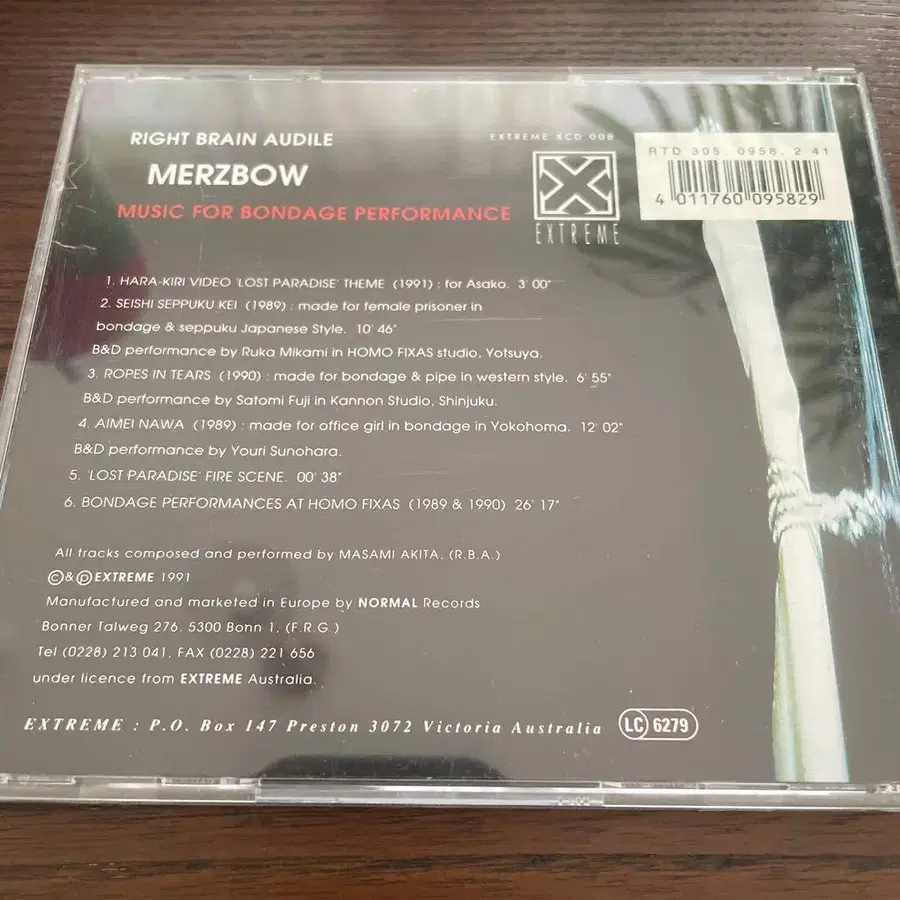 RIGHT BRAIN AUDILE
EXTREME XCD 008
RTD 305. 0958. 2 41
MERZBOW
4 011760 095829
MUSIC FOR BONDAGE PERFORMANCE
EXTREME
1. HARA-KIRI VIDEO 'LOST PARADISE' THEME (1991) : for Asako. 3' 00"
2. SEISHI SEPPUKU KEI (1989) : made for female prisoner in
bondage & seppuku Japanese Style. 10' 46"
B&D performance by Ruka Mikami in HOMO FIXAS studio, Yotsuya.
3. ROPES IN TEARS (1990) : made for bondage & pipe in western style. 6' 55"
B&D performance by Satomi Fuji in Kannon Studio, Shinjuku.
4. AIMEI NAWA (1989) : made for office girl in bondage in Yokohoma. 12' 02"
B&D performance by Youri Sunohara.
5. 'LOST PARADISE' FIRE SCENE. 00' 38"
6. BONDAGE PERFORMANCES AT HOMO FIXAS (1989 & 1990) 26' 17"
All tracks composed and performed by MASAMI AKITA, (R.B.A.)
©&℗EXTREME 1991
Manufactured and marketed in Europe by NORMAL Records
Bonner Talweg 276, 5300 Bonn 1, (F.R.G.)
Tel (0228) 213 041, FAX (0228) 221 656
under licence from EXTREME Australia.
EXTREME : P.O. Box 147 Preston 3072 Victoria Australia
LC 6279